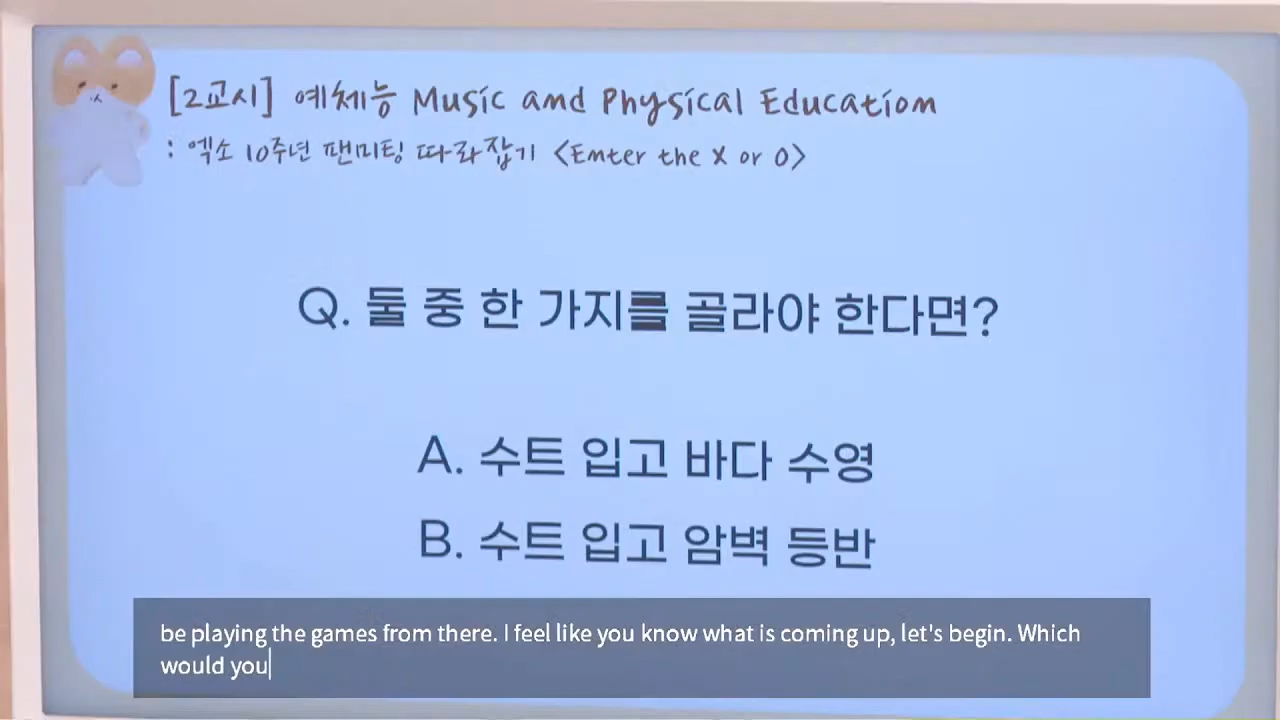 [2교시] 예체능 Music and Physical Education
: 엑소 10주년 팬미팅 따라잡기 <Enter the X or O>
Q. 둘 중 한 가지를 골라야 한다면?
A. 수트 입고 바다 수영
B. 수트 입고 암벽 등반
be playing the games from there. I feel like you know what is coming up, let's begin. Which
would you